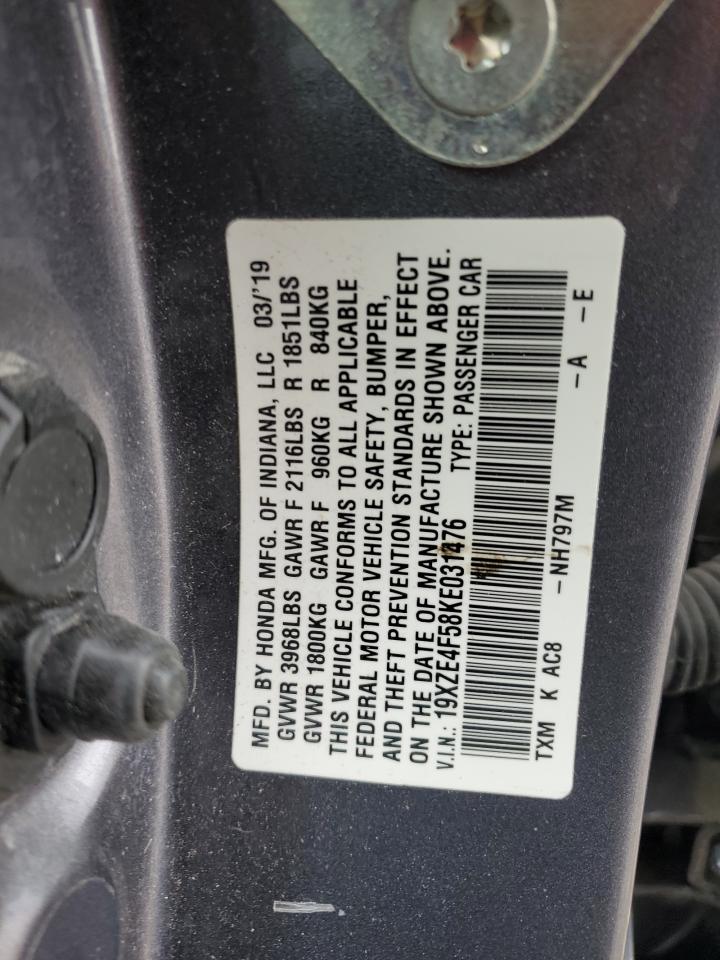 MFD. BY HONDA MFG. OF INDIANA, LLC 03/'19
GVWR 3968LBS GAWR F 2116LBS R 1851LBS
GVWR 1800KG GAWR F 960KG R 840KG
THIS VEHICLE CONFORMS TO ALL APPLICABLE
FEDERAL MOTOR VEHICLE SAFETY, BUMPER,
AND THEFT PREVENTION STANDARDS IN EFFECT
ON THE DATE OF MANUFACTURE SHOWN ABOVE.
V.I.N.: 19XZE4F58KE031476 TYPE: PASSENGER CAR
TXM K AC8 -NH797M -A -E